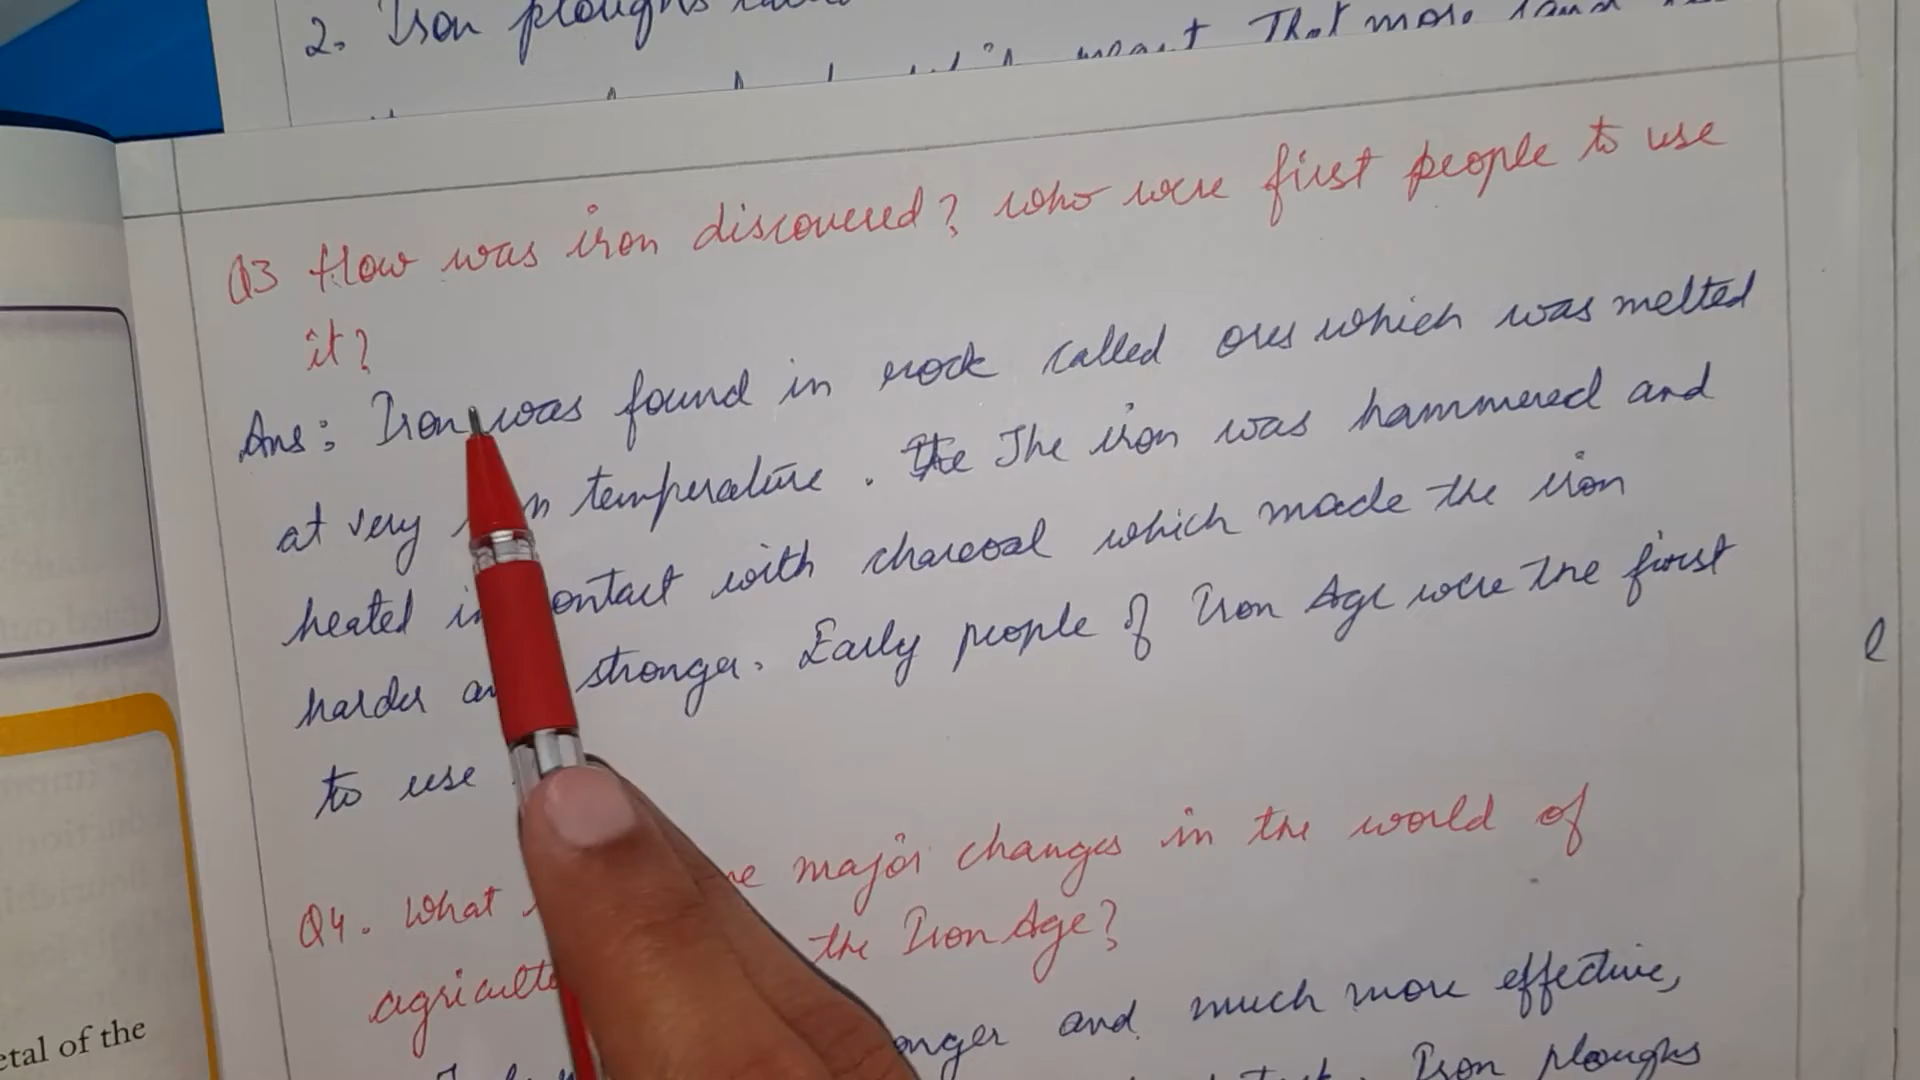 2. Iron ploughs
meant That more land
Q3 How was iron discovered? who were first people to use
it?
Ans: Iron was found in rock called ores which was melted
at very temperature. The The iron was hammered and
heated in contact with charcoal which made the iron
harder stronger. Early people of Iron Age were the first
to use
Q4. What major changes in the world of
the Iron Age?
and much more effective,
Iron ploughs
etal of the
e